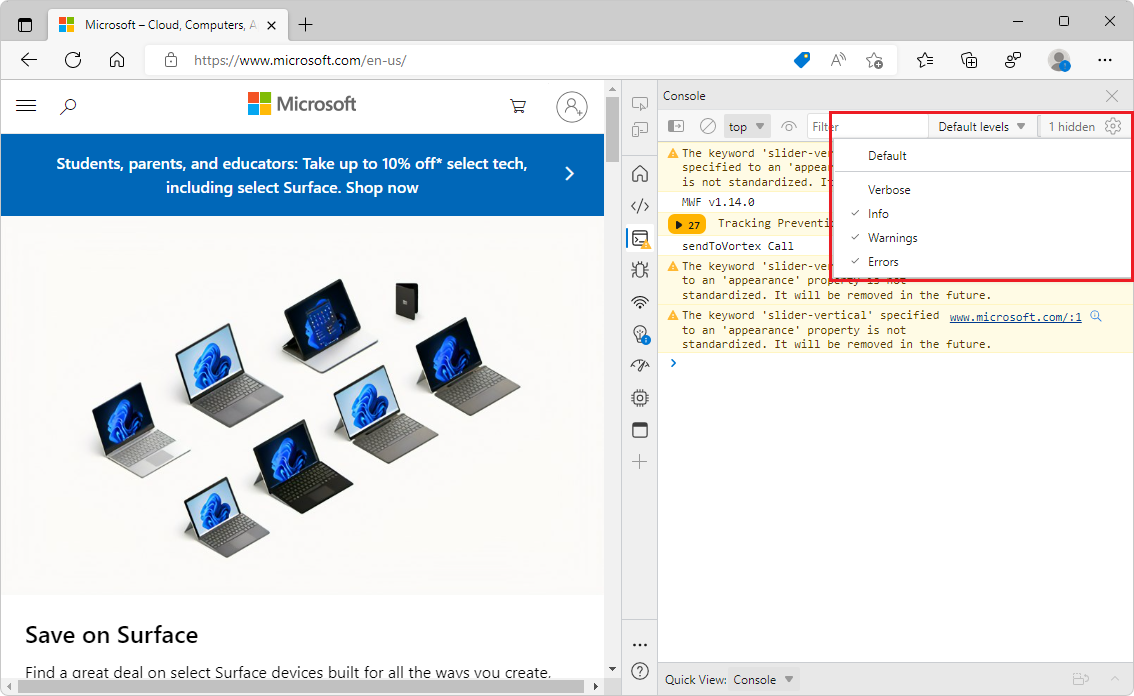 Microsoft – Cloud, Computers, A
https://www.microsoft.com/en-us/
Microsoft
Students, parents, and educators: Take up to 10% off* select tech,
including select Surface. Shop now
Save on Surface
Find a great deal on select Surface devices built for all the ways you create.
Console
top
Filter
Default levels
1 hidden
Default
Verbose
Info
Warnings
Errors
The keyword 'slider-ver
specified to an 'appear
is not standardized. It
MWF v1.14.0
27 Tracking Preventi
sendToVortex Call
The keyword 'slider-ver
to an 'appearance' property is not
standardized. It will be removed in the future.
The keyword 'slider-vertical' specified www.microsoft.com/:1
to an 'appearance' property is not
standardized. It will be removed in the future.
Quick View: Console